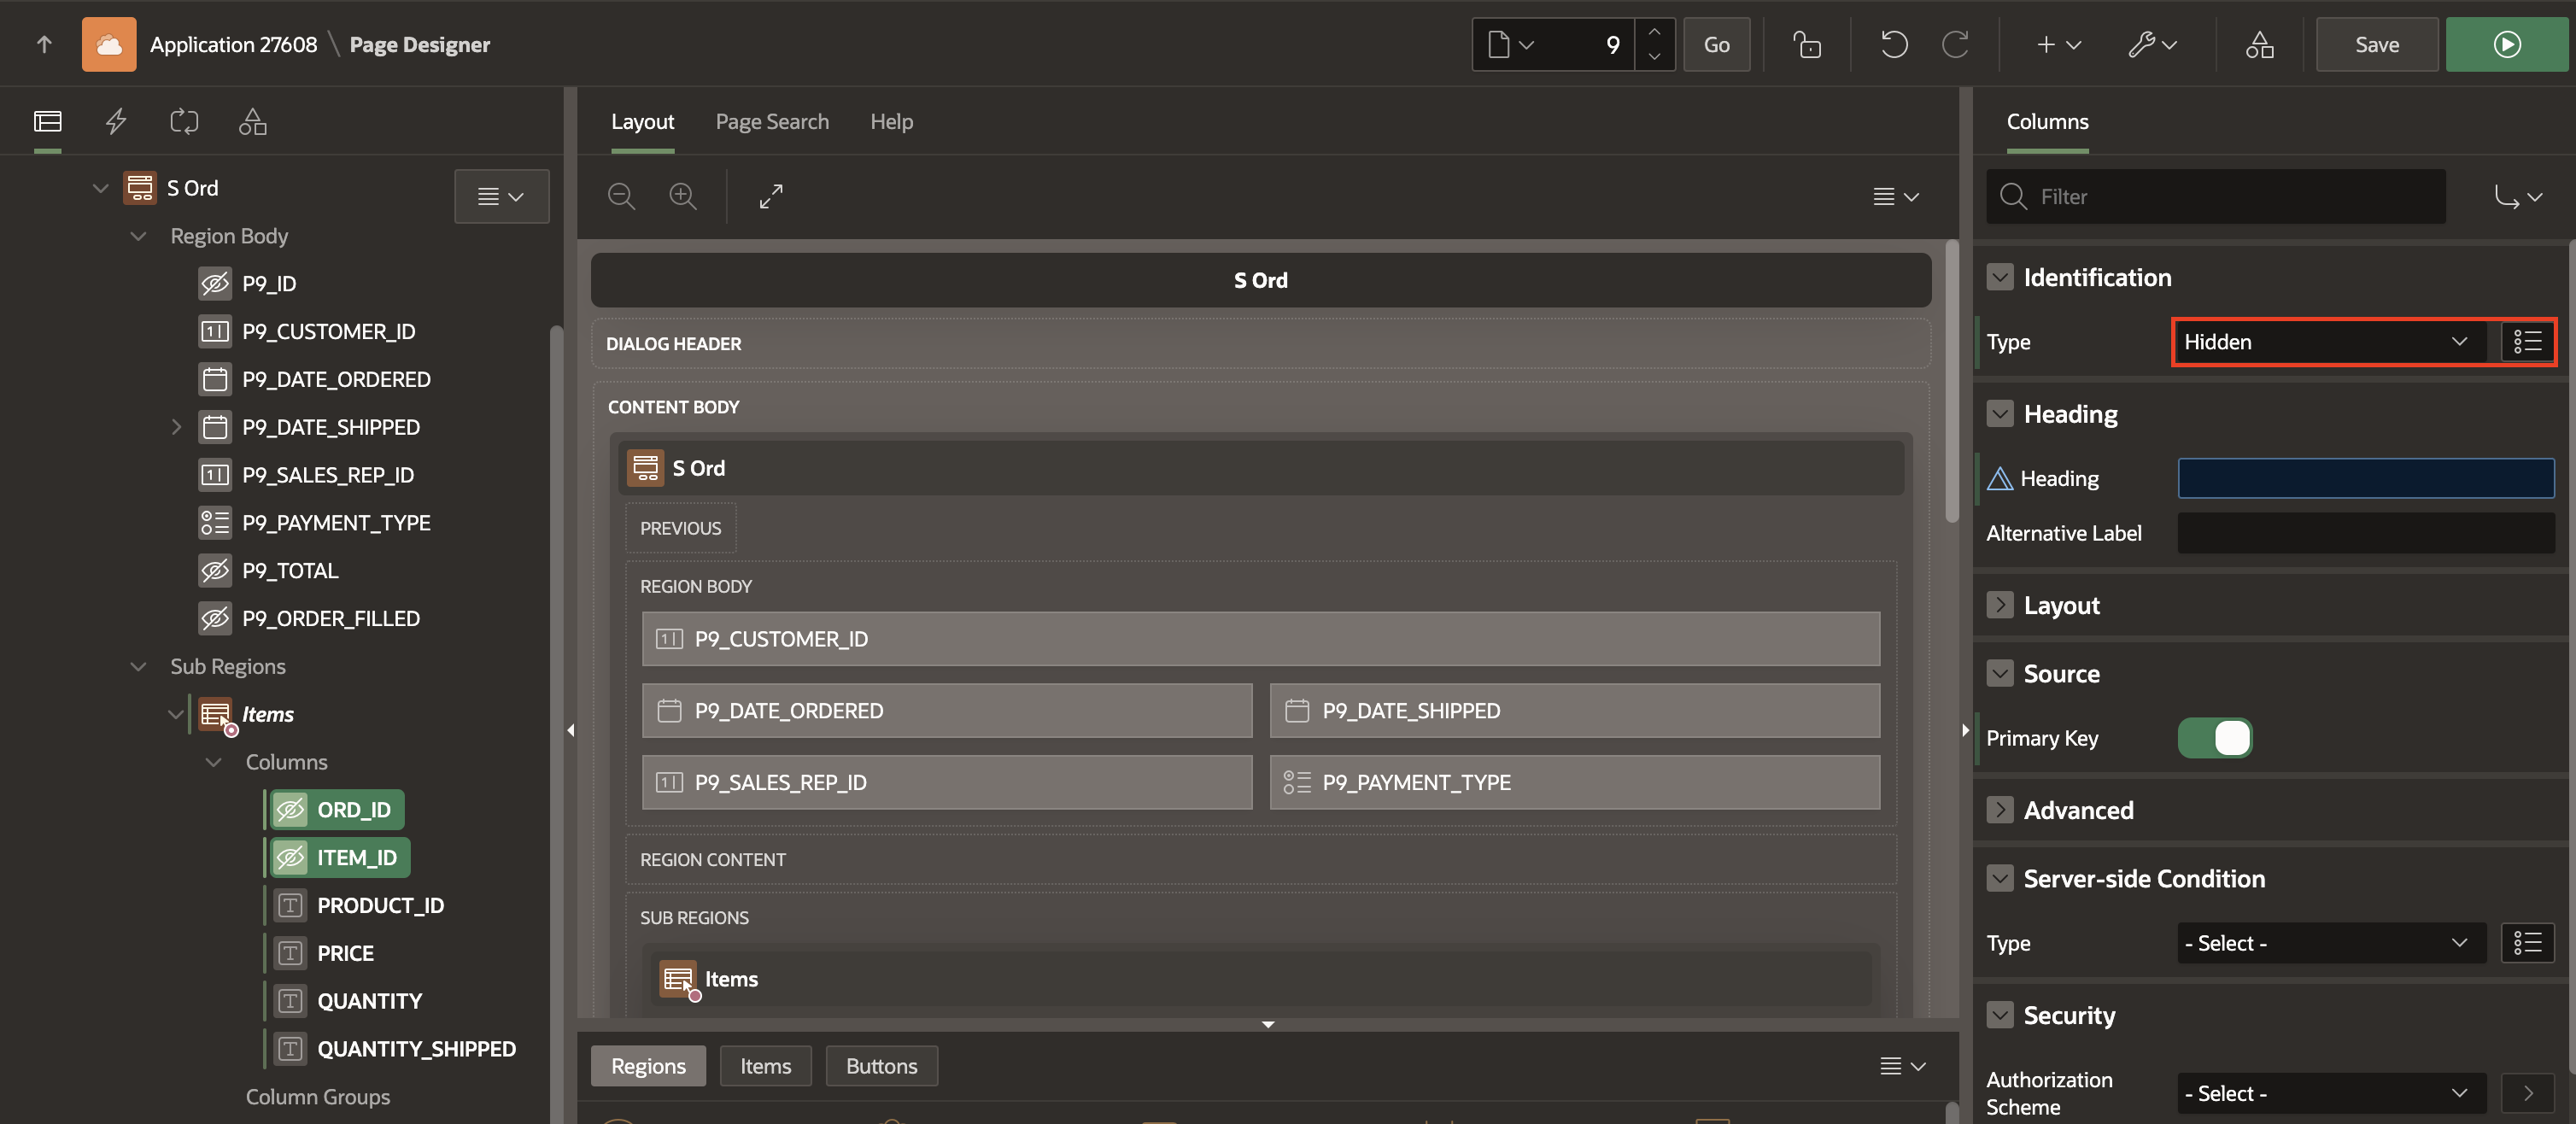 Application 27608 \ Page Designer
9
Go
Save
S Ord
Region Body
P9_ID
P9_CUSTOMER_ID
P9_DATE_ORDERED
P9_DATE_SHIPPED
P9_SALES_REP_ID
P9_PAYMENT_TYPE
P9_TOTAL
P9_ORDER_FILLED
Sub Regions
Items
Columns
ORD_ID
ITEM_ID
PRODUCT_ID
PRICE
QUANTITY
QUANTITY_SHIPPED
Column Groups
Layout Page Search Help
S Ord
DIALOG HEADER
CONTENT BODY
S Ord
PREVIOUS
REGION BODY
P9_CUSTOMER_ID
P9_DATE_ORDERED P9_DATE_SHIPPED
P9_SALES_REP_ID P9_PAYMENT_TYPE
REGION CONTENT
SUB REGIONS
Items
Regions Items Buttons
Columns
Filter
Identification
Type Hidden
Heading
Heading
Alternative Label
Layout
Source
Primary Key
Advanced
Server-side Condition
Type - Select -
Security
Authorization
Scheme - Select -